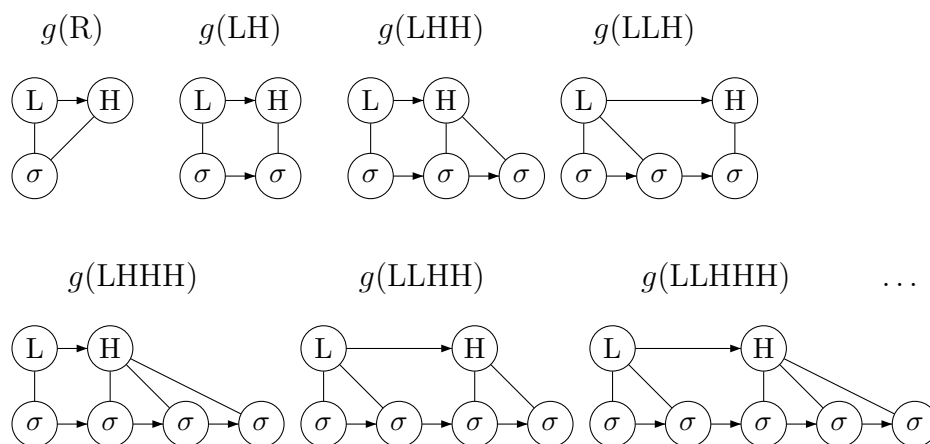 g(R) g(LH) g(LHH) g(LLH)
L H L H L H L H
σ σ σ σ σ σ σ σ σ
g(LHHH) g(LLHH) g(LLHHH) ...
L H L H L H
σ σ σ σ σ σ σ σ σ σ σ σ σ